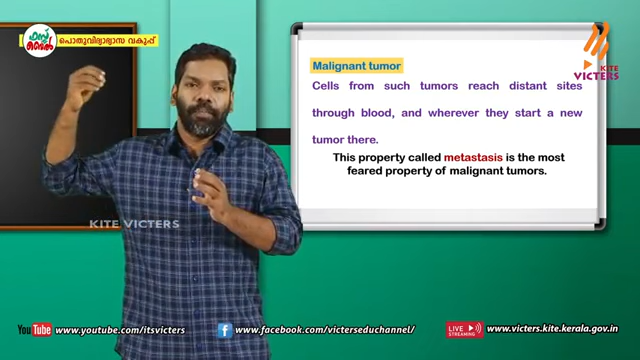 ഫസ്റ്റ്
ബെൽ
പൊതുവിദ്യാഭ്യാസ വകുപ്പ്
KITE
VICTERS
Malignant tumor
Cells from such tumors reach distant sites
through blood, and wherever they start a new
tumor there.
This property called metastasis is the most
feared property of malignant tumors.
KITE VICTERS
YouTube www.youtube.com/itsvicters
f www.facebook.com/victerseduchannel/
LIVE
STREAMING
www.victers.kite.kerala.gov.in